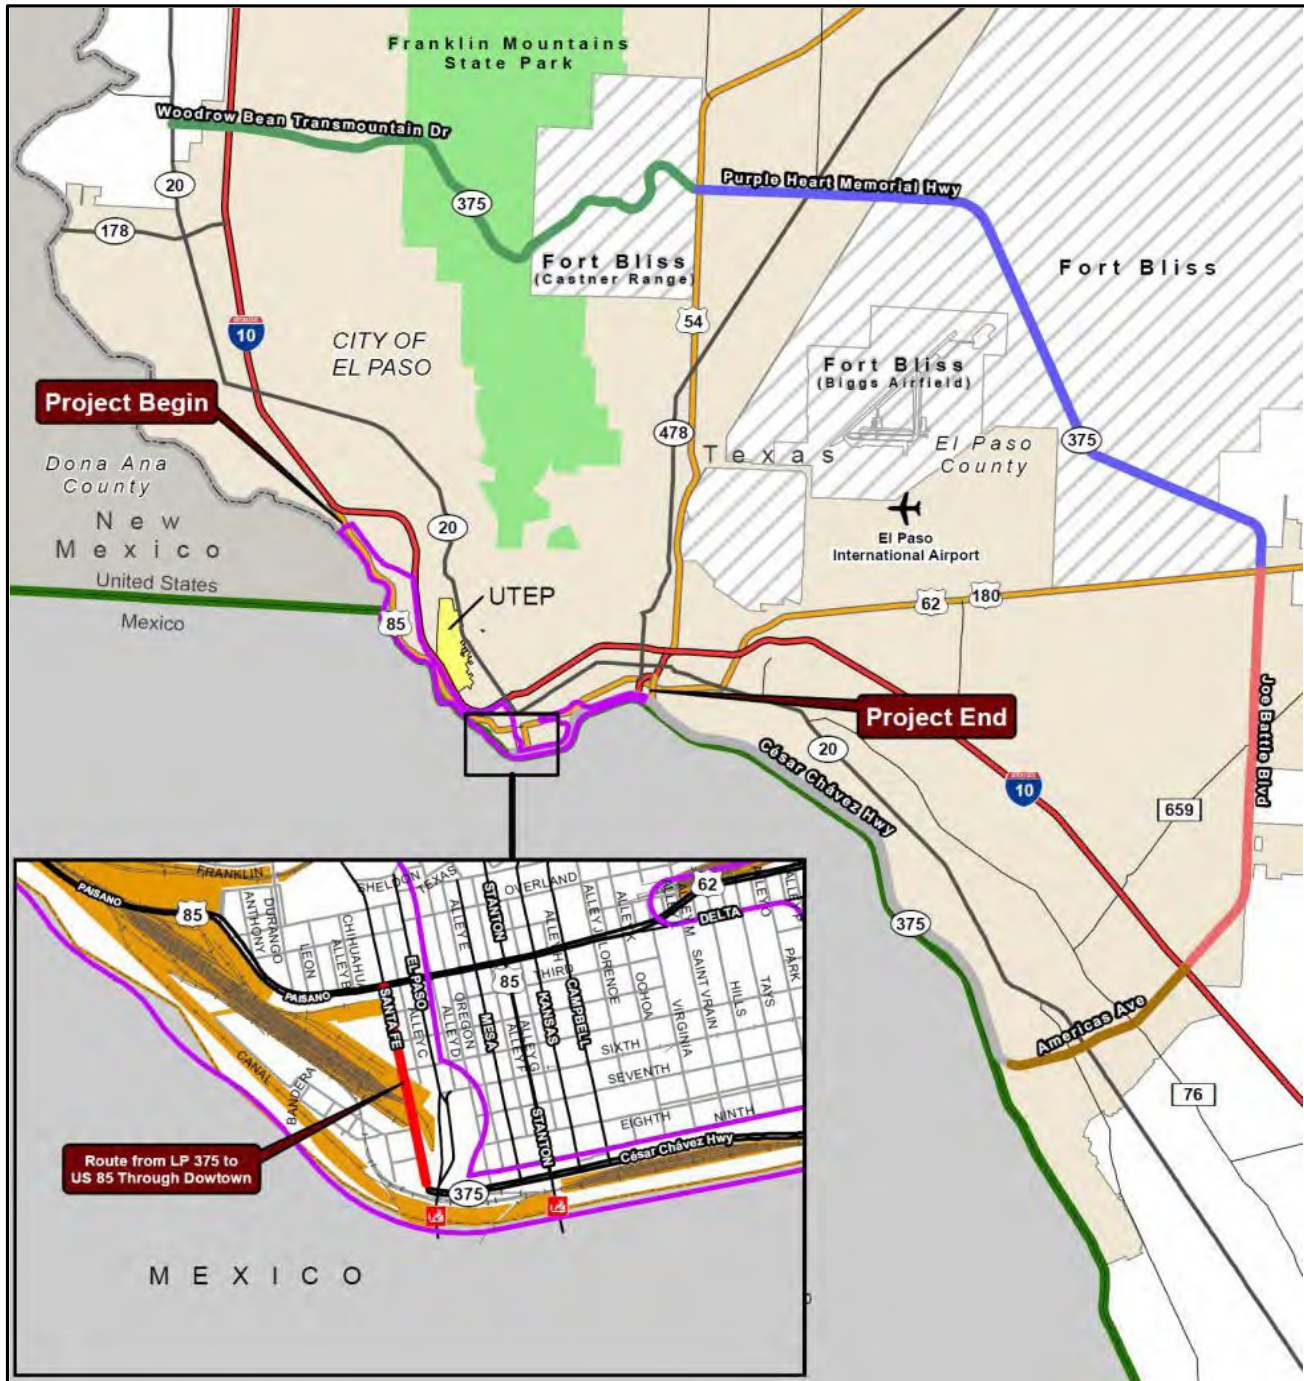 Franklin Mountains
State Park
Woodrow Bean Transmountain Dr
20
375
Purple Heart Memorial Hwy
178
Fort Bliss
(Castner Range)
Fort Bliss
10
CITY OF
EL PASO
54
Fort Bliss
(Biggs Airfield)
Project Begin
478
Texas
El Paso
County
375
Dona Ana
County
New
Mexico
20
El Paso
International Airport
United States
Mexico
UTEP
85
62
180
Project End
Joe Battle Blvd
20
César Chávez Hwy
10
659
375
Americas Ave
76
FRANKLIN
PAISANO
85
SHELDON
TEXAS
OVERLAND
STANTON
62
DELTA
ANTHONY
DURANGO
LEON
CHIHUAHUA
ALLEY E
EL PASO
ALLEY K
ALLEY M
ALLEY O
PARK
THIRD
85
PAISANO
SANTA FE
ALLEY C
OREGON
ALLEY D
MESA
ALLEY G
KANSAS
CAMPBELL
OCHOA
VIRGINIA
SAINT VRAIN
HILLS
TAYS
SIXTH
SEVENTH
CANAL
BANDERA
STANTON
EIGHTH
NINTH
César Chávez Hwy
Route from LP 375 to
US 85 Through Dowtown
375
MEXICO